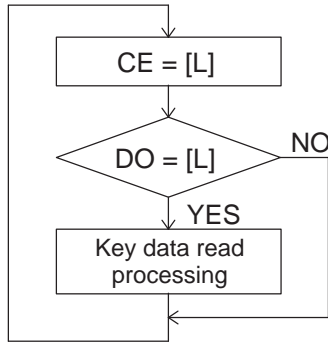 CE = [L]
DO = [L]
NO
YES
Key data read
processing